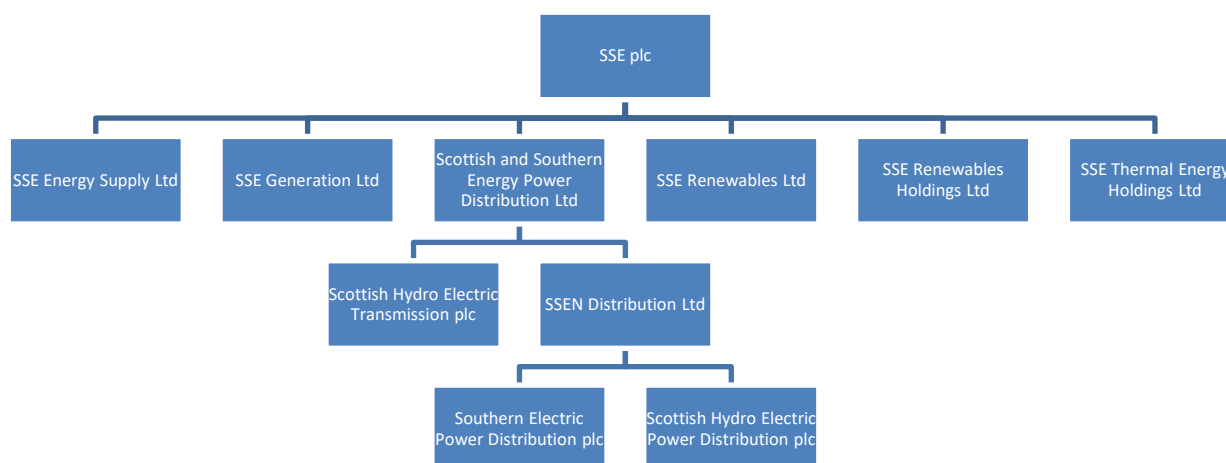 SSE plc
SSE Energy Supply Ltd
SSE Generation Ltd
Scottish and Southern
Energy Power
Distribution Ltd
SSE Renewables Ltd
SSE Renewables
Holdings Ltd
SSE Thermal Energy
Holdings Ltd
Scottish Hydro Electric
Transmission plc
SSEN Distribution Ltd
Southern Electric
Power Distribution plc
Scottish Hydro Electric
Power Distribution plc